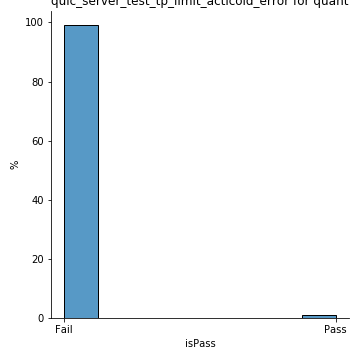 quic_server_test_tp_limit_acticoid_error for quant
100
80
60
40
20
0
%
Fail
Pass
isPass